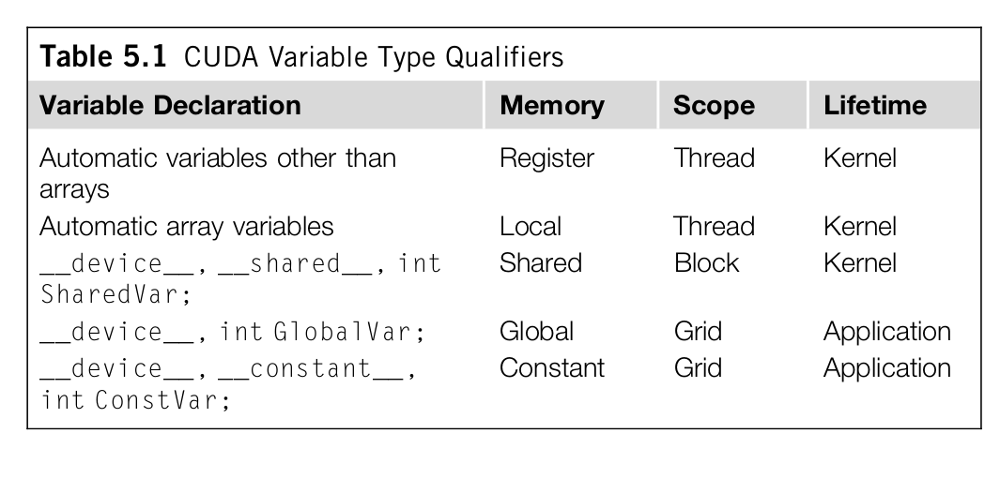 Table 5.1 CUDA Variable Type Qualifiers
Variable Declaration Memory Scope Lifetime
Automatic variables other than Register Thread Kernel
arrays
Automatic array variables Local Thread Kernel
__device__, __shared__, int Shared Block Kernel
SharedVar;
__device__, int GlobalVar; Global Grid Application
__device__, __constant__, Constant Grid Application
int ConstVar;